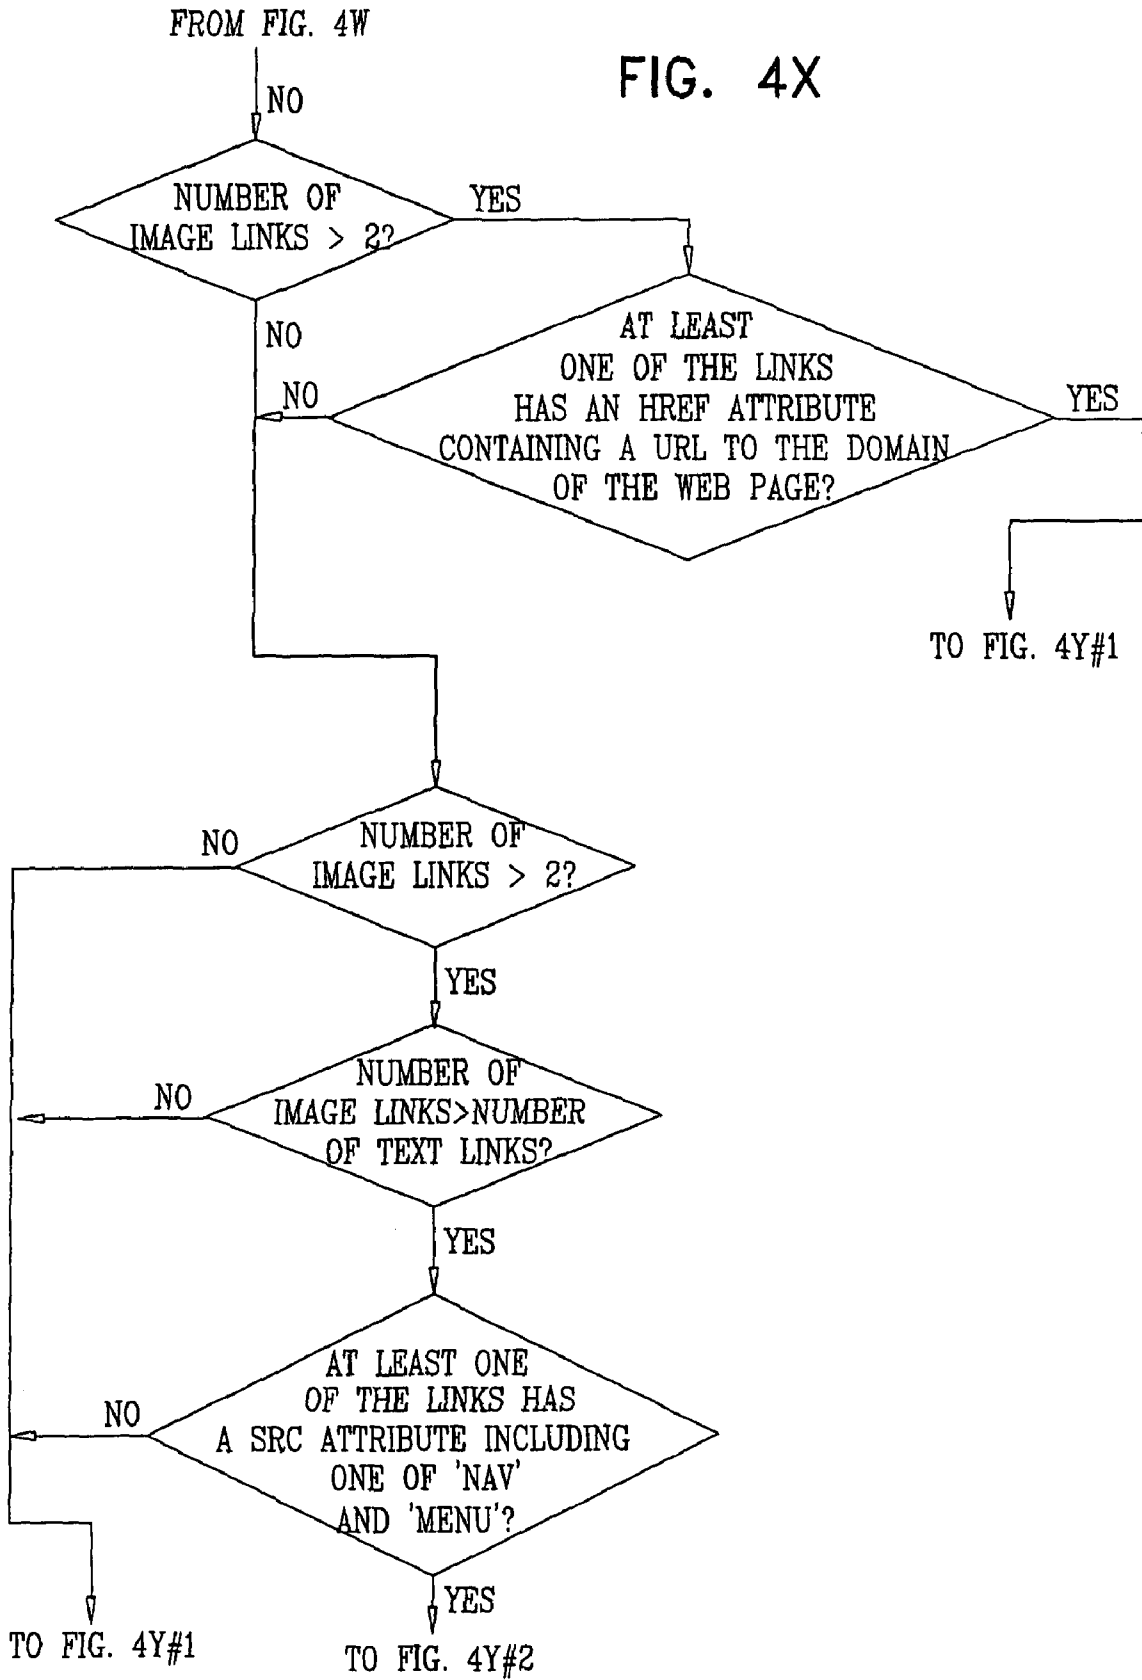 FROM FIG. 4W
FIG. 4X
NO
NUMBER OF
IMAGE LINKS > 2?
YES
NO
AT LEAST
ONE OF THE LINKS
HAS AN HREF ATTRIBUTE
CONTAINING A URL TO THE DOMAIN
OF THE WEB PAGE?
NO
YES
TO FIG. 4Y#1
NUMBER OF
IMAGE LINKS > 2?
NO
YES
NUMBER OF
IMAGE LINKS>NUMBER
OF TEXT LINKS?
NO
YES
AT LEAST ONE
OF THE LINKS HAS
A SRC ATTRIBUTE INCLUDING
ONE OF 'NAV'
AND 'MENU'?
NO
YES
TO FIG. 4Y#1
TO FIG. 4Y#2